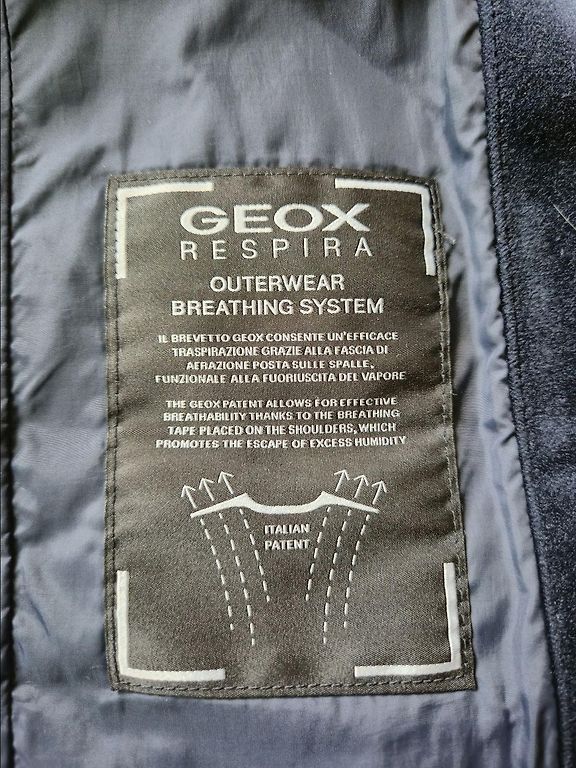 GEOX
RESPIRA
OUTERWEAR
BREATHING SYSTEM
IL BREVETTO GEOX CONSENTE UN'EFFICACE
TRASPIRAZIONE GRAZIE ALLA FASCIA DI
AERAZIONE POSTA SULLE SPALLE,
FUNZIONALE ALLA FUORIUSCITA DEL VAPORE
THE GEOX PATENT ALLOWS FOR EFFECTIVE
BREATHABILITY THANKS TO THE BREATHING
TAPE PLACED ON THE SHOULDERS, WHICH
PROMOTES THE ESCAPE OF EXCESS HUMIDITY
ITALIAN
PATENT